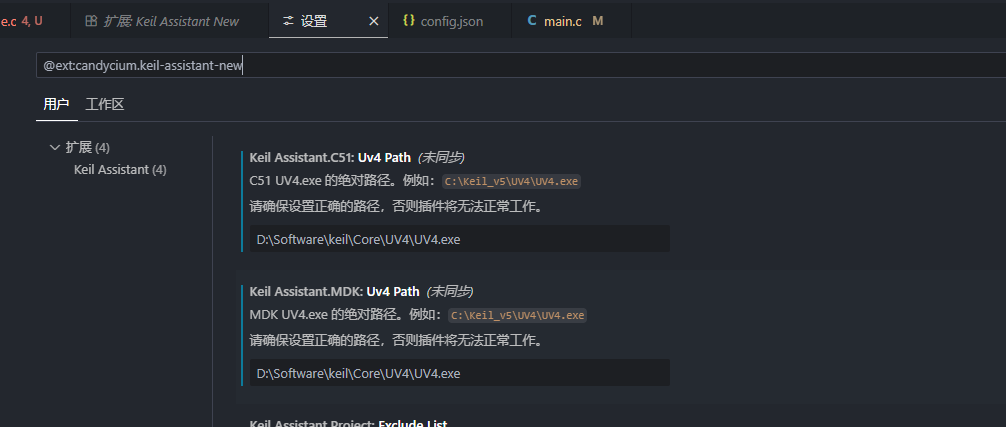 e.c 4, U 扩展: Keil Assistant New 设置 config.json main.c M
@ext:candycium.keil-assistant-new
用户 工作区
扩展 (4)
Keil Assistant (4)
Keil Assistant.C51: Uv4 Path (未同步)
C51 UV4.exe 的绝对路径。例如： C:\Keil_v5\UV4\UV4.exe
请确保设置正确的路径，否则插件将无法正常工作。
D:\Software\keil\Core\UV4\UV4.exe
Keil Assistant.MDK: Uv4 Path (未同步)
MDK UV4.exe 的绝对路径。例如： C:\Keil_v5\UV4\UV4.exe
请确保设置正确的路径，否则插件将无法正常工作。
D:\Software\keil\Core\UV4\UV4.exe
Keil Assistant.Project: Exclude List